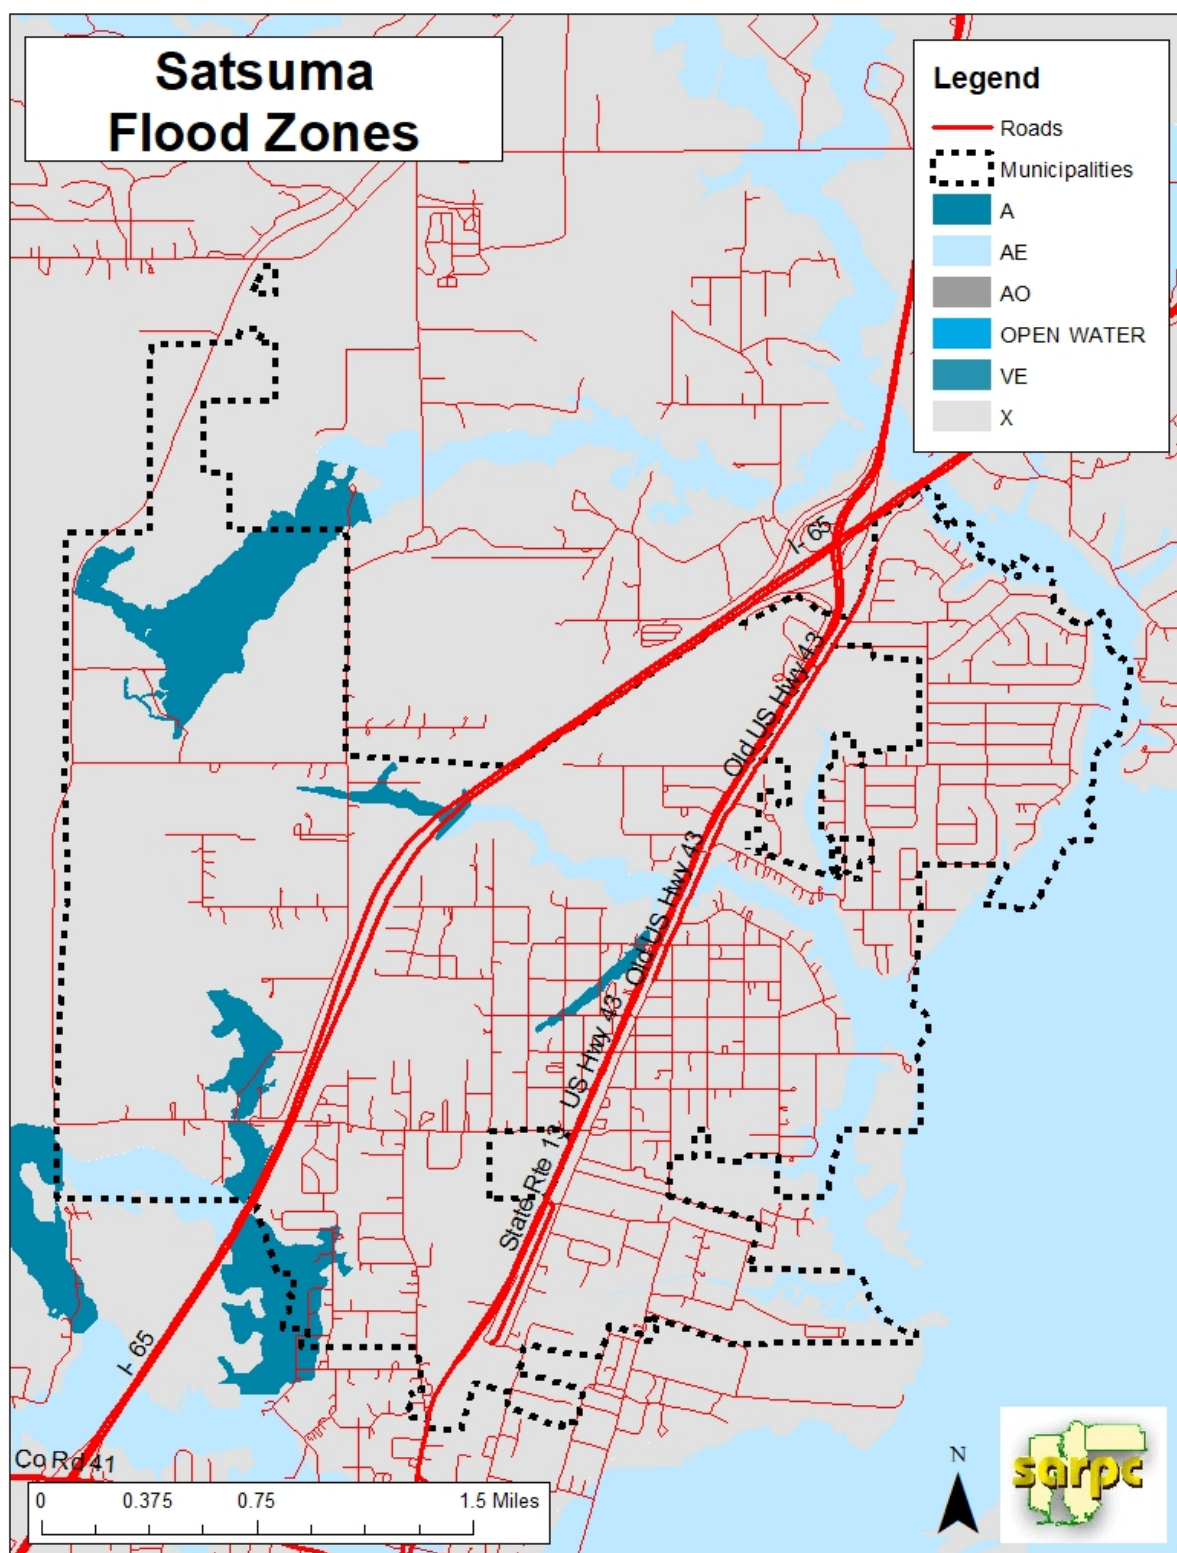 Satsuma
Flood Zones
Legend
Roads
Municipalities
A
AE
AO
OPEN WATER
VE
X
I- 65
Old US Hwy 43
Old US Hwy 43
US Hwy 43
State Rte 13
I- 65
Co Rd 41
0 0.375 0.75 1.5 Miles
N
sarpc